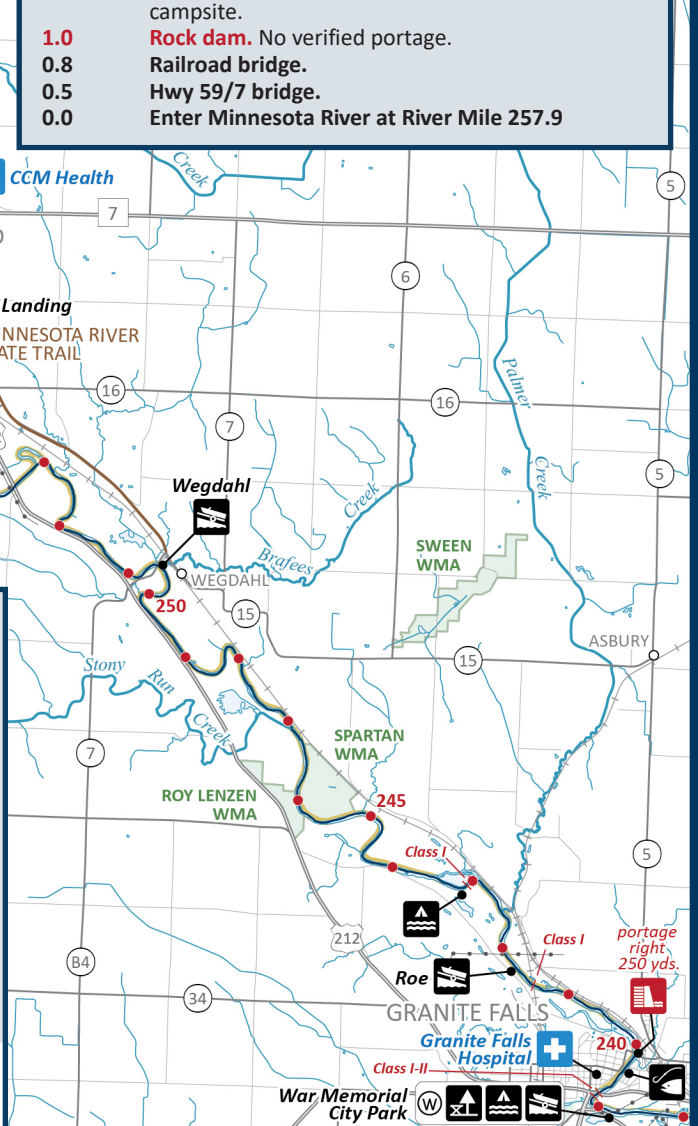 campsite.
1.0 Rock dam. No verified portage.
0.8 Railroad bridge.
0.5 Hwy 59/7 bridge.
0.0 Enter Minnesota River at River Mile 257.9
Creek
CCM Health
5
7
6
Landing
NNESOTA RIVER
ATE TRAIL
Palmer
Creek
16
16
7
5
Wegdahl
Creek
Brafees
SWEEN
WMA
WEGDAHL
250
15
ASBURY
15
Stony
Run
Creek
7
SPARTAN
WMA
ROY LENZEN
WMA
245
Class I
5
212
Class I
portage
right
250 yds.
B4
Roe
34
GRANITE FALLS
Granite Falls
Hospital
240
Class I-II
War Memorial
City Park
W